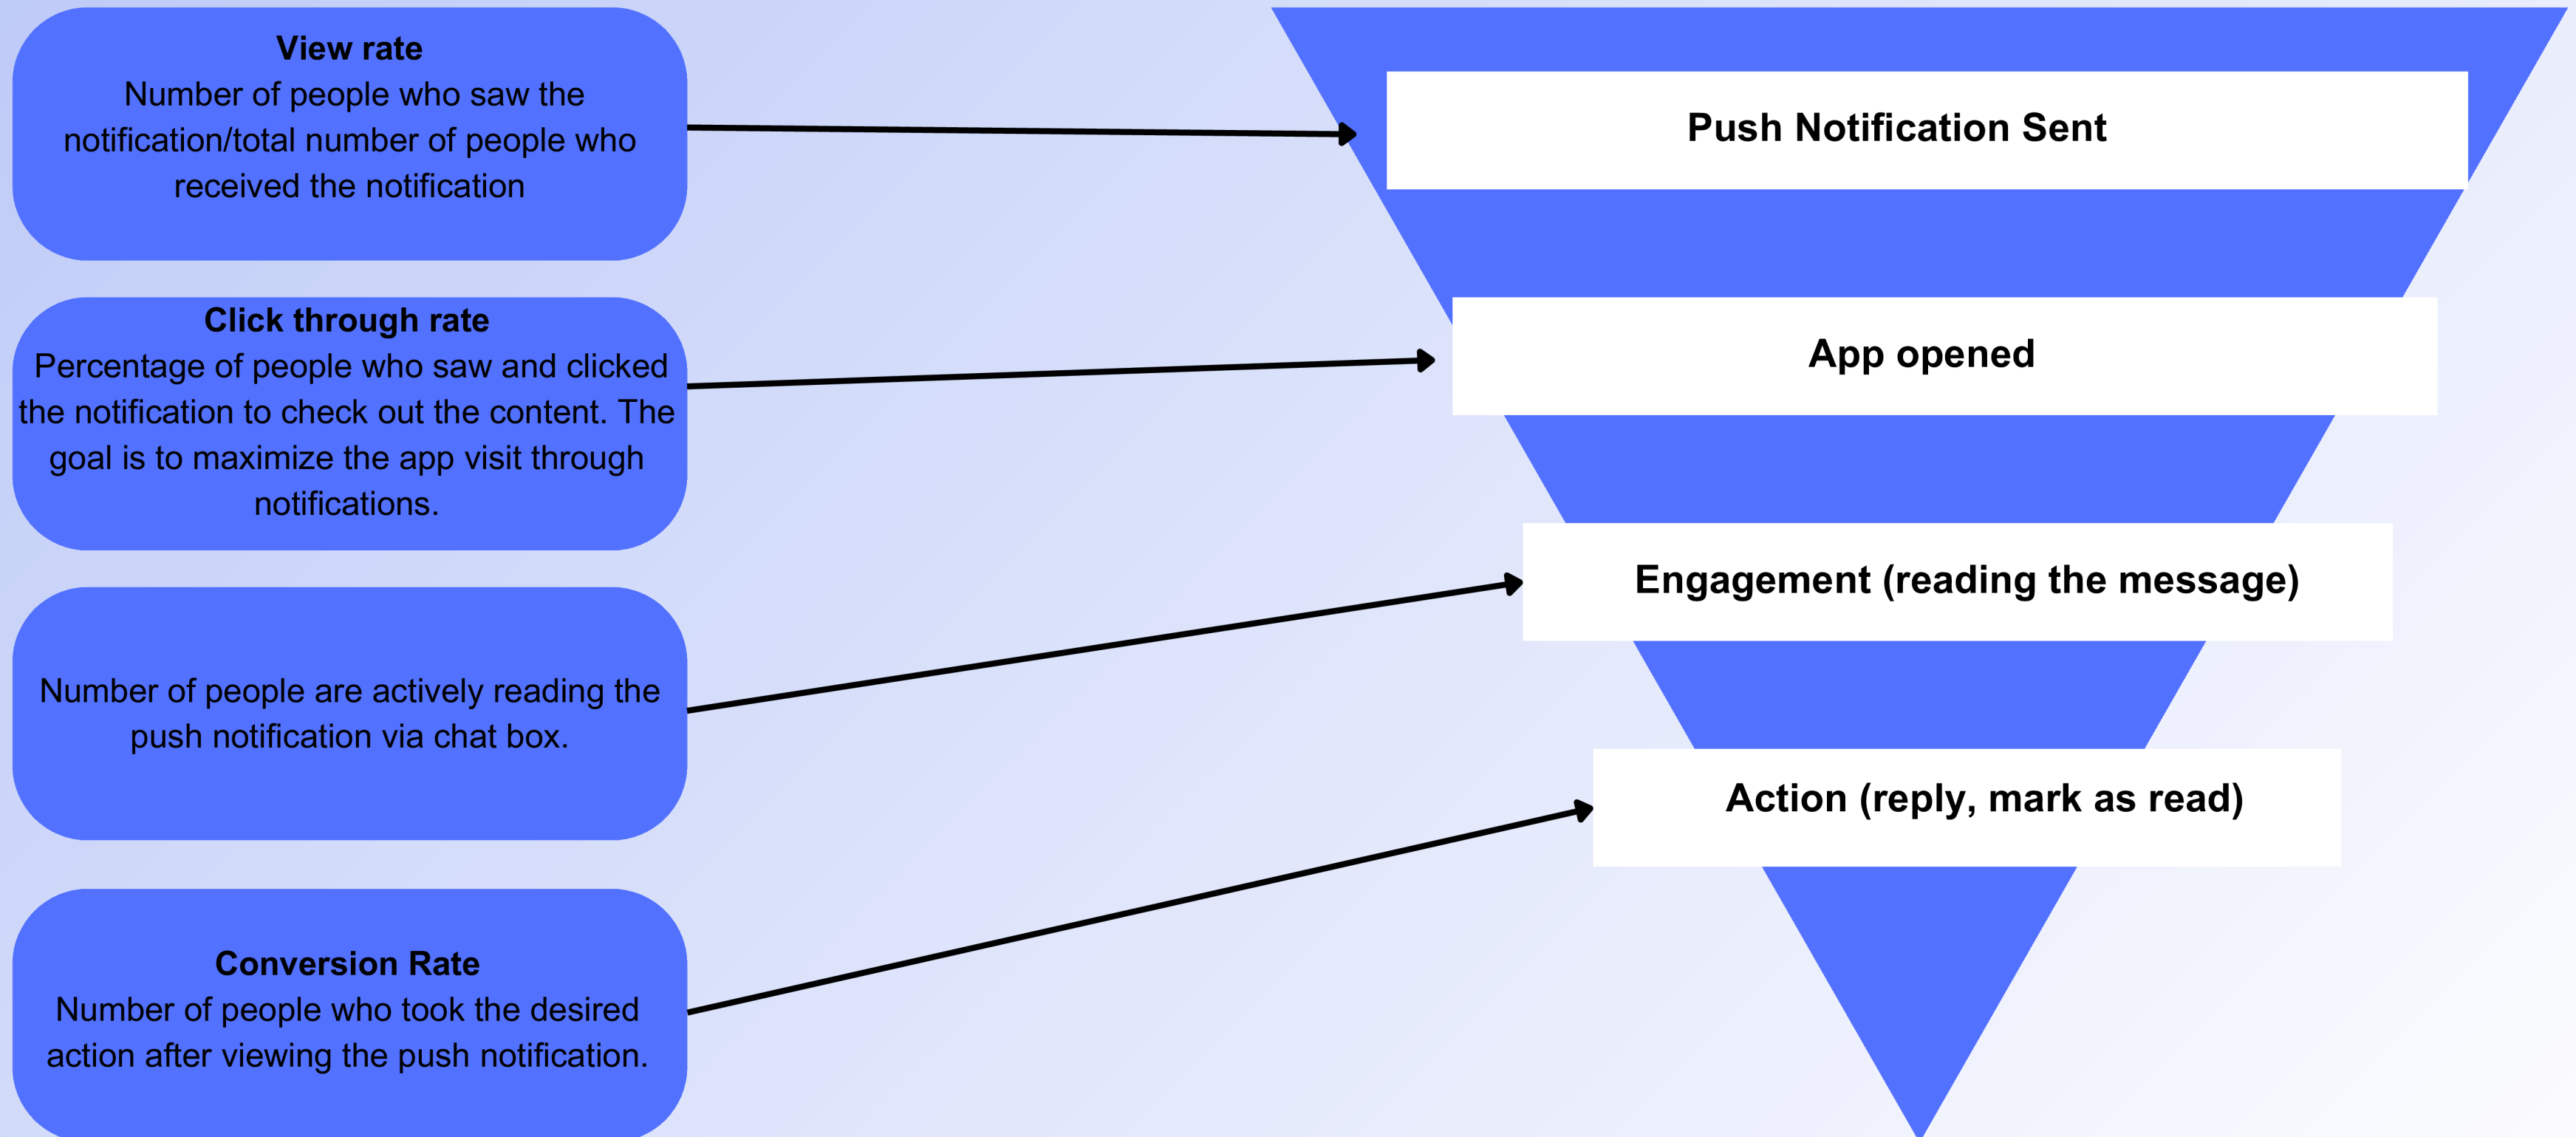 View rate
Number of people who saw the
notification/total number of people who
received the notification
Push Notification Sent
Click through rate
Percentage of people who saw and clicked
the notification to check out the content. The
goal is to maximize the app visit through
notifications.
App opened
Number of people are actively reading the
push notification via chat box.
Engagement (reading the message)
Conversion Rate
Number of people who took the desired
action after viewing the push notification.
Action (reply, mark as read)